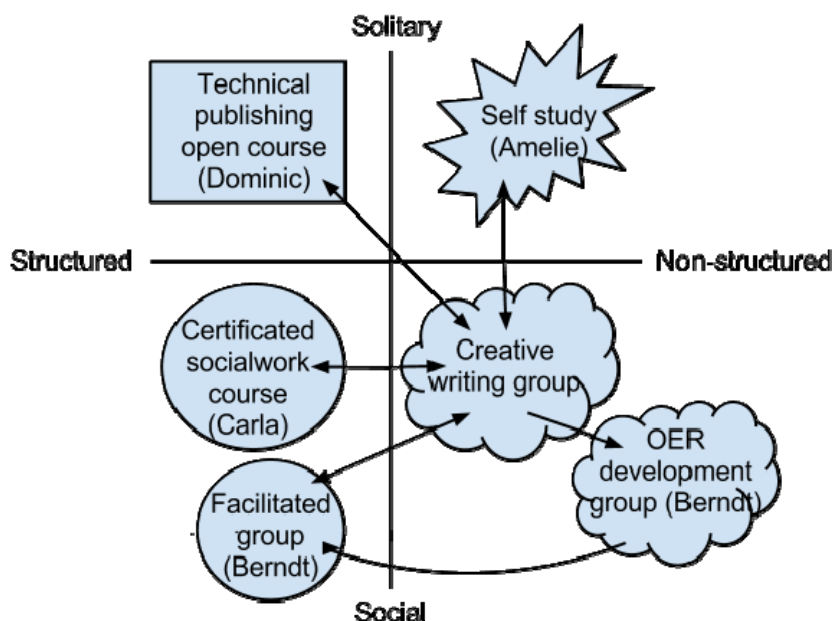 Solitary
Technical
publishing
open course
(Dominic)
Self study
(Amelie)
Structured
Non-structured
Certificated
socialwork
course
(Carla)
Creative
writing group
OER
development
group (Berndt)
Facilitated
group
(Berndt)
Social